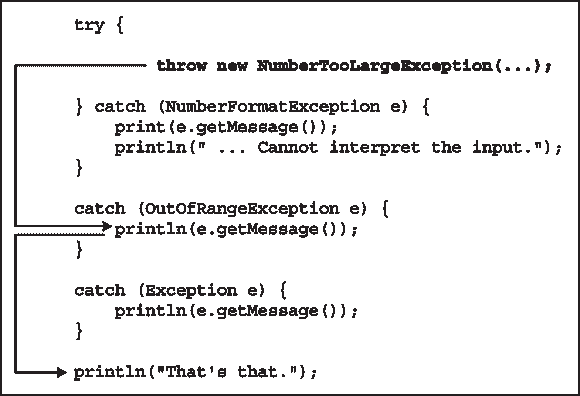 try {
throw new NumberTooLargeException(...);
} catch (NumberFormatException e) {
print(e.getMessage());
println(" ... Cannot interpret the input.");
}
catch (OutOfRangeException e) {
println(e.getMessage());
}
catch (Exception e) {
println(e.getMessage());
}
println("That's that.");